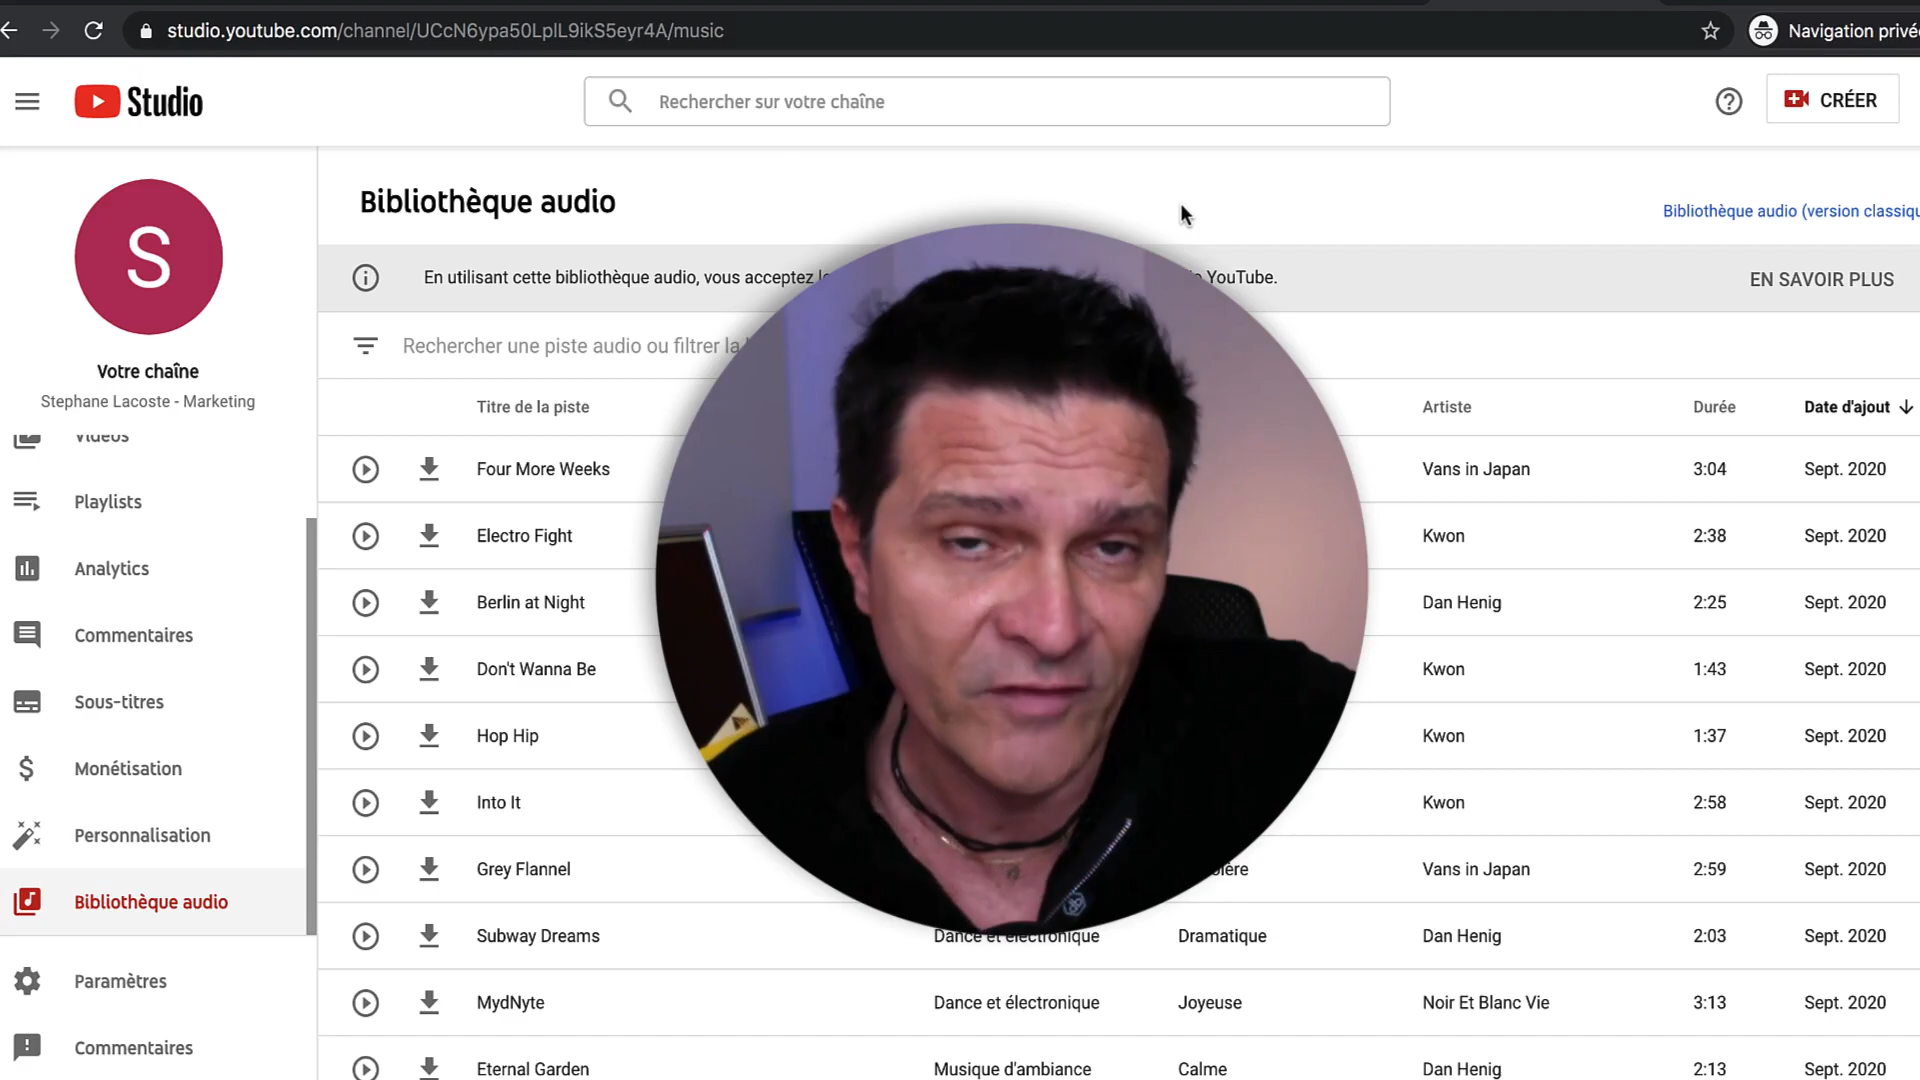 studio.youtube.com/channel/UCcN6ypa50LplL9ikS5eyr4A/music
Navigation privé
Studio
Rechercher sur votre chaîne
CRÉER
S
Votre chaîne
Stephane Lacoste - Marketing
Vidéos
Playlists
Analytics
Commentaires
Sous-titres
Monétisation
Personnalisation
Bibliothèque audio
Paramètres
Commentaires
Bibliothèque audio
Bibliothèque audio (version classiqu
En utilisant cette bibliothèque audio, vous acceptez YouTube.
EN SAVOIR PLUS
Rechercher une piste audio ou filtrer la
Titre de la piste Artiste Durée Date d'ajout
Four More Weeks Vans in Japan 3:04 Sept. 2020
Electro Fight Kwon 2:38 Sept. 2020
Berlin at Night Dan Henig 2:25 Sept. 2020
Don't Wanna Be Kwon 1:43 Sept. 2020
Hop Hip Kwon 1:37 Sept. 2020
Into It Kwon 2:58 Sept. 2020
Grey Flannel Vans in Japan 2:59 Sept. 2020
Subway Dreams Dance et électronique Dramatique Dan Henig 2:03 Sept. 2020
MydNyte Dance et électronique Joyeuse Noir Et Blanc Vie 3:13 Sept. 2020
Eternal Garden Musique d'ambiance Calme Dan Henig 2:13 Sept. 2020